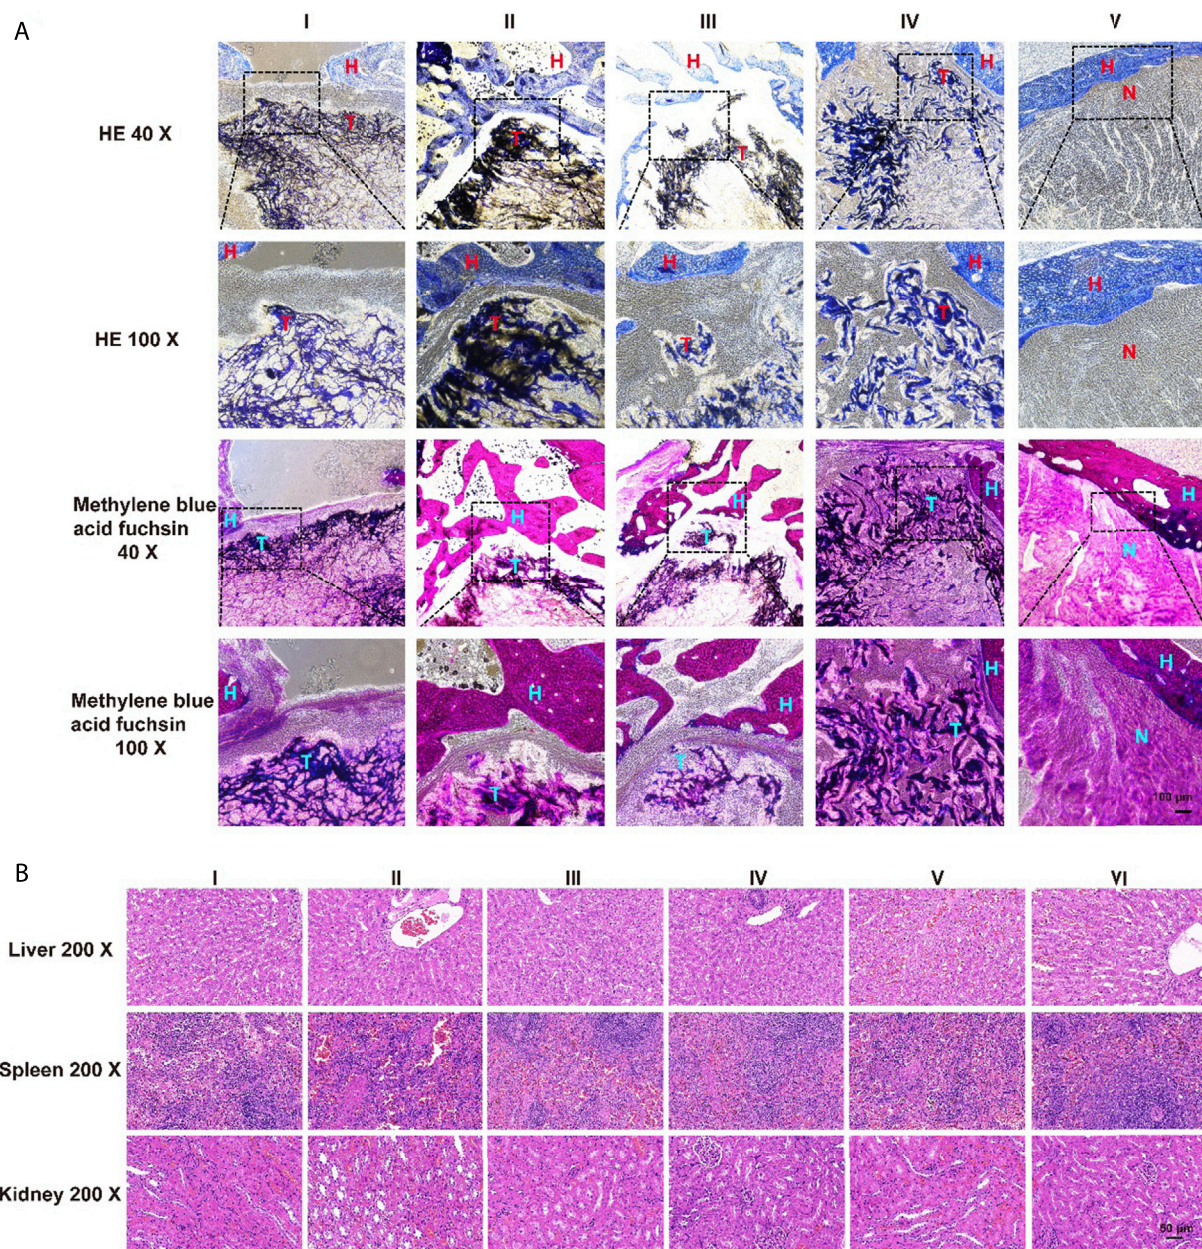 A
I II III IV V
HE 40 X
H H H H H
T T T T N
HE 100 X
H H H H H
T T T T N
Methylene blue
acid fuchsin
40 X
H H H H H
T T T T N
Methylene blue
acid fuchsin
100 X
H H H H H
T T T T N
100 μm
B
I II III IV V VI
Liver 200 X
Spleen 200 X
Kidney 200 X
50 μm